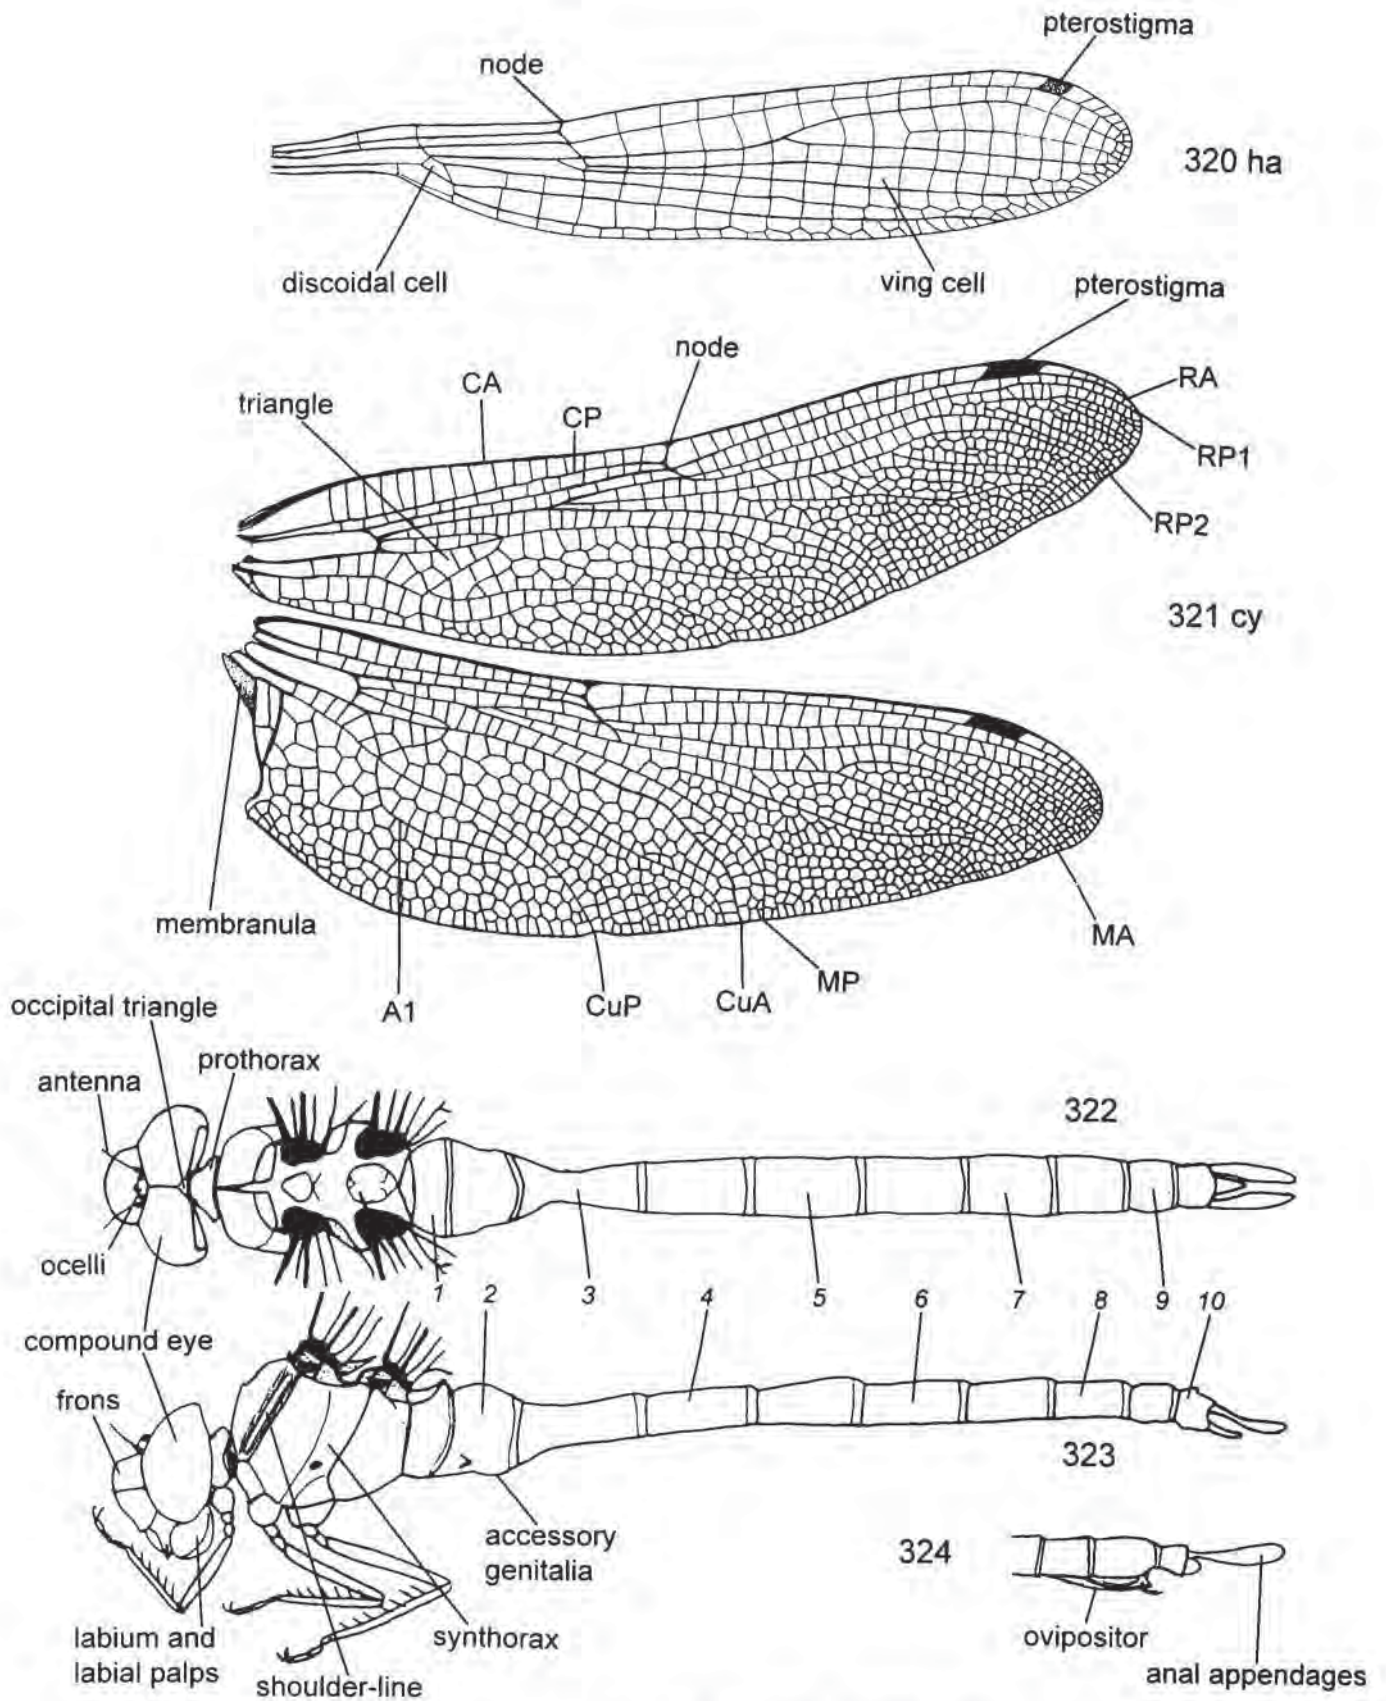 pterostigma
node
320 ha
discoidal cell
ving cell
pterostigma
node
CA
RA
triangle
CP
RP1
RP2
321 cy
membranula
MA
MP
A1
CuP
CuA
occipital triangle
prothorax
antenna
322
ocelli
1 2 3 4 5 6 7 8 9 10
compound eye
frons
323
accessory
genitalia
324
labium and
labial palps
synthorax
shoulder-line
ovipositor
anal appendages